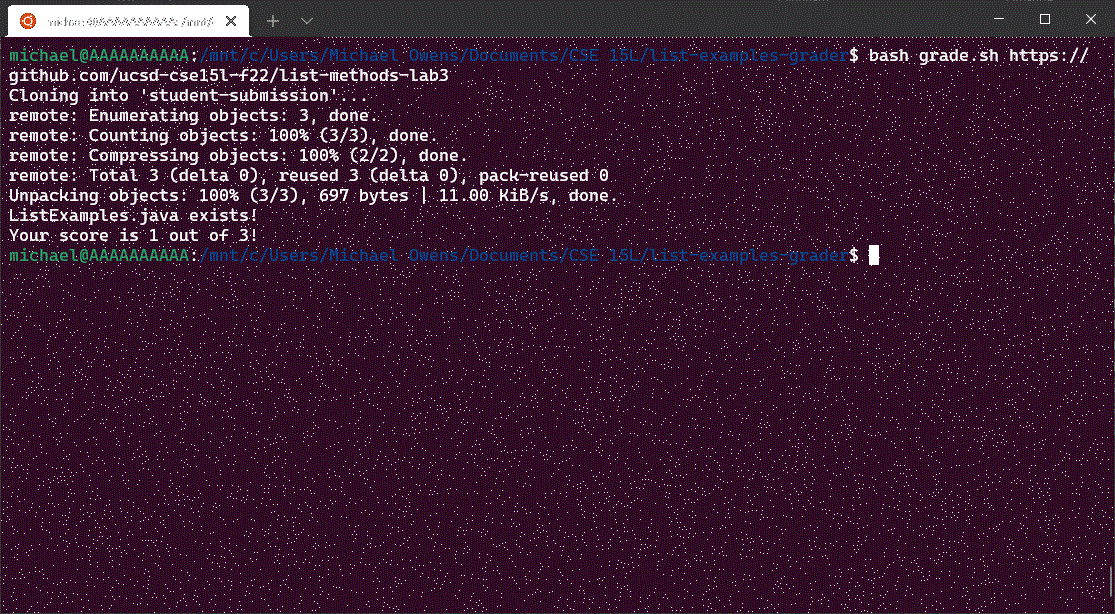 michael@AAAAAAAAAA: /mnt/
michael@AAAAAAAAAA:/mnt/c/Users/Michael Owens/Documents/CSE 15L/list-examples-grader$ bash grade.sh https://
github.com/ucsd-cse15l-f22/list-methods-lab3
Cloning into 'student-submission'...
remote: Enumerating objects: 3, done.
remote: Counting objects: 100% (3/3), done.
remote: Compressing objects: 100% (2/2), done.
remote: Total 3 (delta 0), reused 3 (delta 0), pack-reused 0
Unpacking objects: 100% (3/3), 697 bytes | 11.00 KiB/s, done.
ListExamples.java exists!
Your score is 1 out of 3!
michael@AAAAAAAAAA:/mnt/c/Users/Michael Owens/Documents/CSE 15L/list-examples-grader$